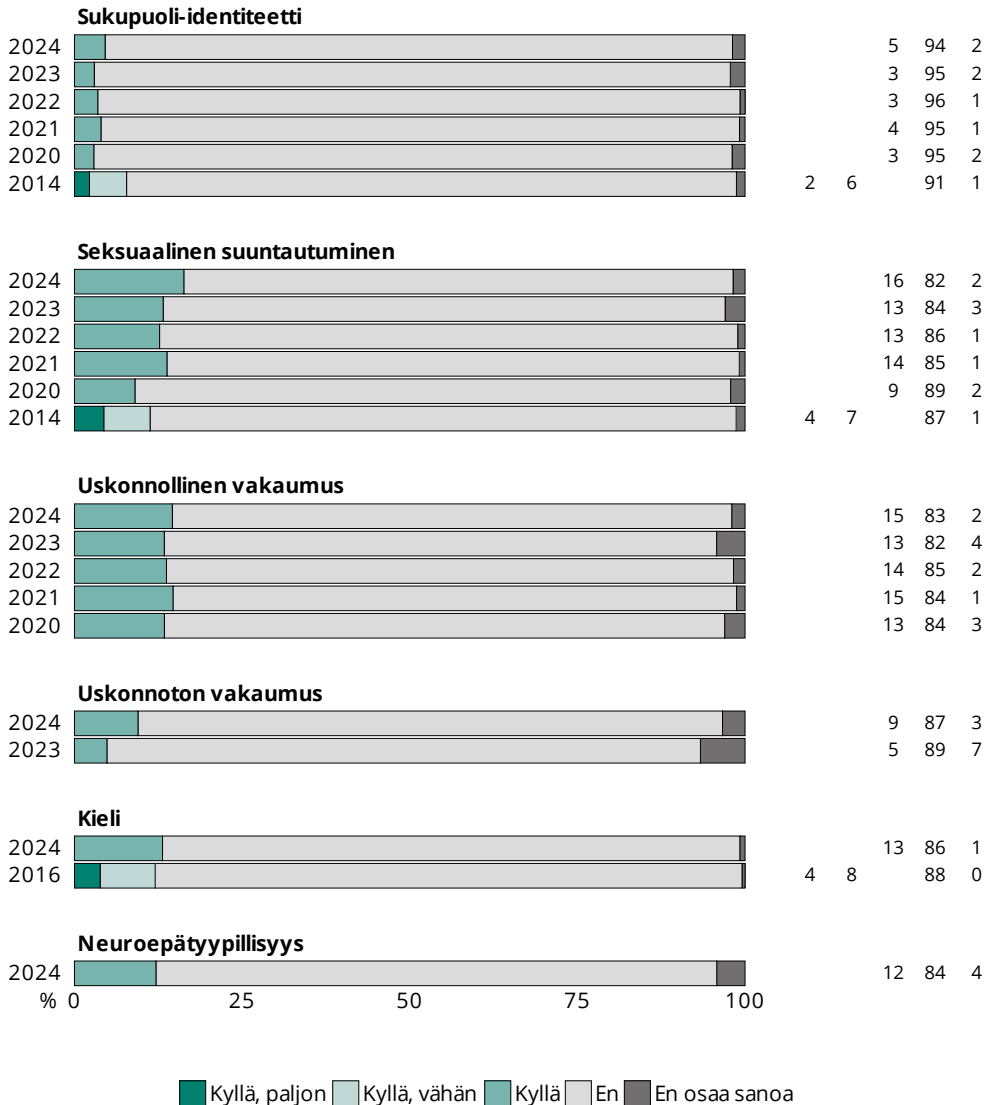 Sukupuoli-identiteetti
2024 5 94 2
2023 3 95 2
2022 3 96 1
2021 4 95 1
2020 3 95 2
2014 2 6 91 1
Seksuaalinen suuntautuminen
2024 16 82 2
2023 13 84 3
2022 13 86 1
2021 14 85 1
2020 9 89 2
2014 4 7 87 1
Uskonnollinen vakaumus
2024 15 83 2
2023 13 82 4
2022 14 85 2
2021 15 84 1
2020 13 84 3
Uskonnoton vakaumus
2024 9 87 3
2023 5 89 7
Kieli
2024 13 86 1
2016 4 8 88 0
Neuroepätyypillisyys
2024 12 84 4
% 0 25 50 75 100
Kyllä, paljon Kyllä, vähän Kyllä En En osaa sanoa